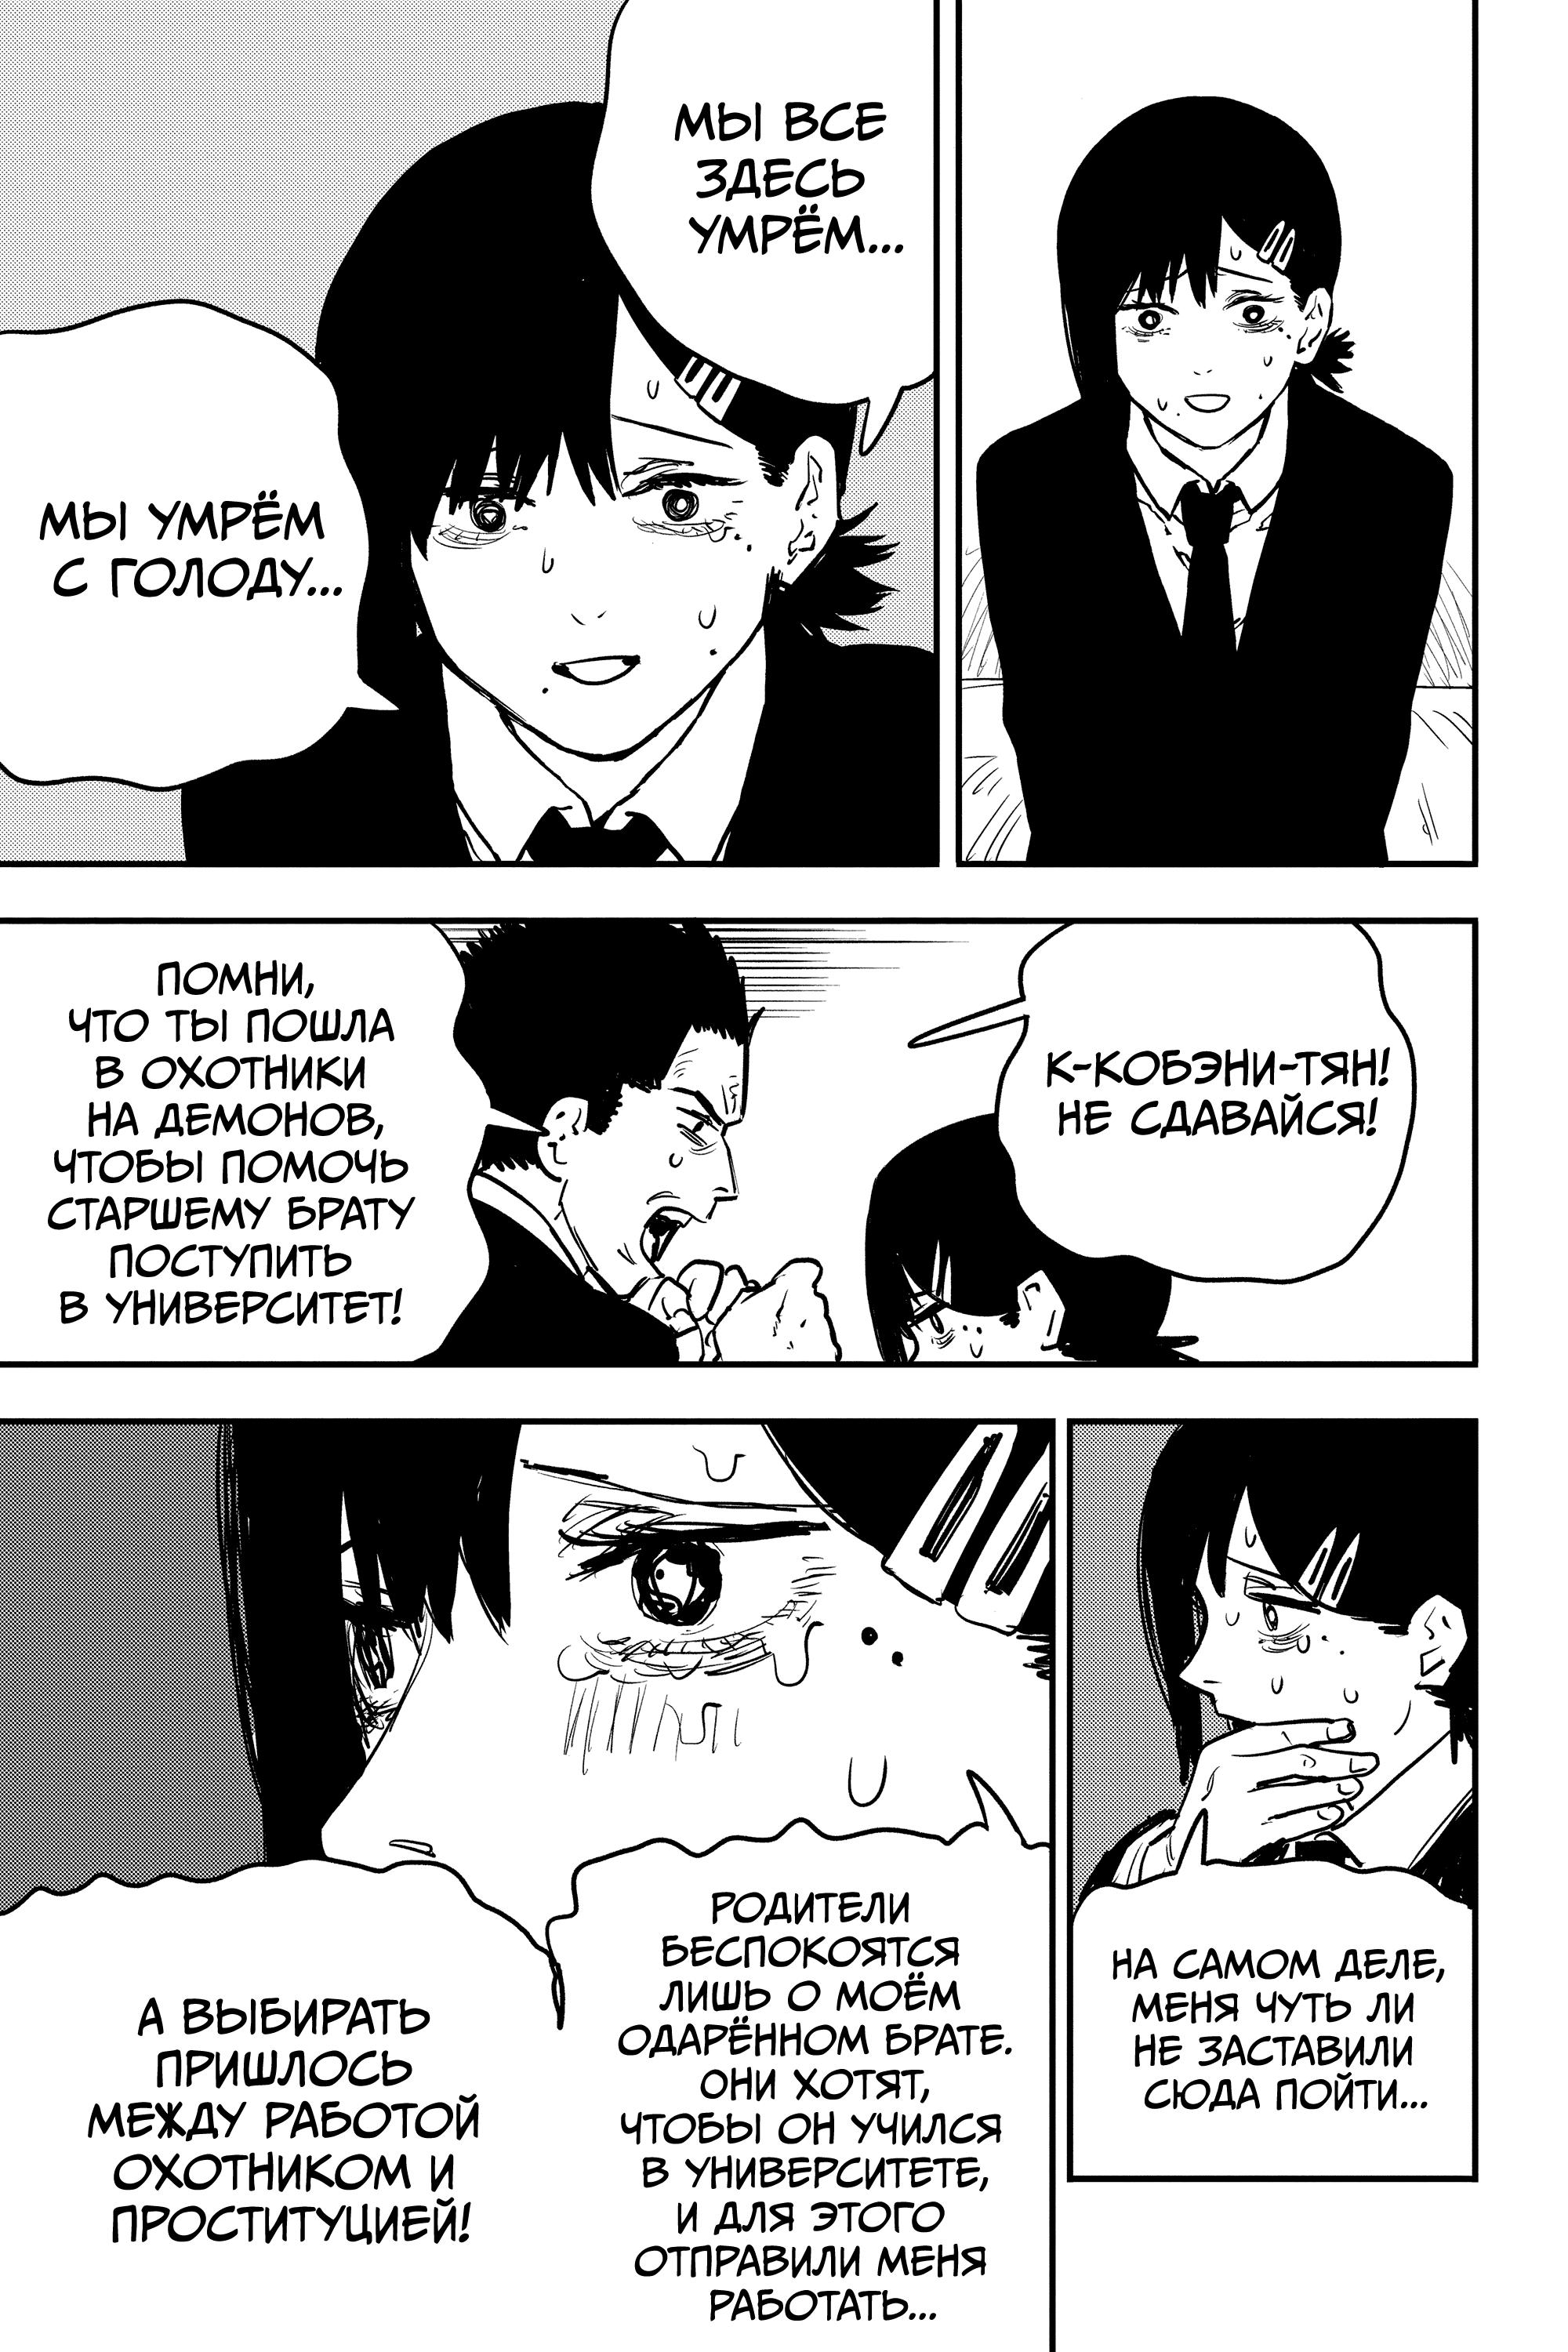 МЫ ВСЕ
ЗДЕСЬ
УМРЁМ...
МЫ УМРЁМ
С ГОЛОДУ...
К-КОБЭНИ-ТЯН!
НЕ СДАВАЙСЯ!
ПОМНИ,
ЧТО ТЫ ПОШЛА
В ОХОТНИКИ
НА ДЕМОНОВ,
ЧТОБЫ ПОМОЧЬ
СТАРШЕМУ БРАТУ
ПОСТУПИТЬ
В УНИВЕРСИТЕТ!
НА САМОМ ДЕЛЕ,
МЕНЯ ЧУТЬ ЛИ
НЕ ЗАСТАВИЛИ
СЮДА ПОЙТИ...
РОДИТЕЛИ
БЕСПОКОЯТСЯ
ЛИШЬ О МОЁМ
ОДАРЁННОМ БРАТЕ.
ОНИ ХОТЯТ,
ЧТОБЫ ОН УЧИЛСЯ
В УНИВЕРСИТЕТЕ,
И ДЛЯ ЭТОГО
ОТПРАВИЛИ МЕНЯ
РАБОТАТЬ...
А ВЫБИРАТЬ
ПРИШЛОСЬ
МЕЖДУ РАБОТОЙ
ОХОТНИКОМ И
ПРОСТИТУЦИЕЙ!